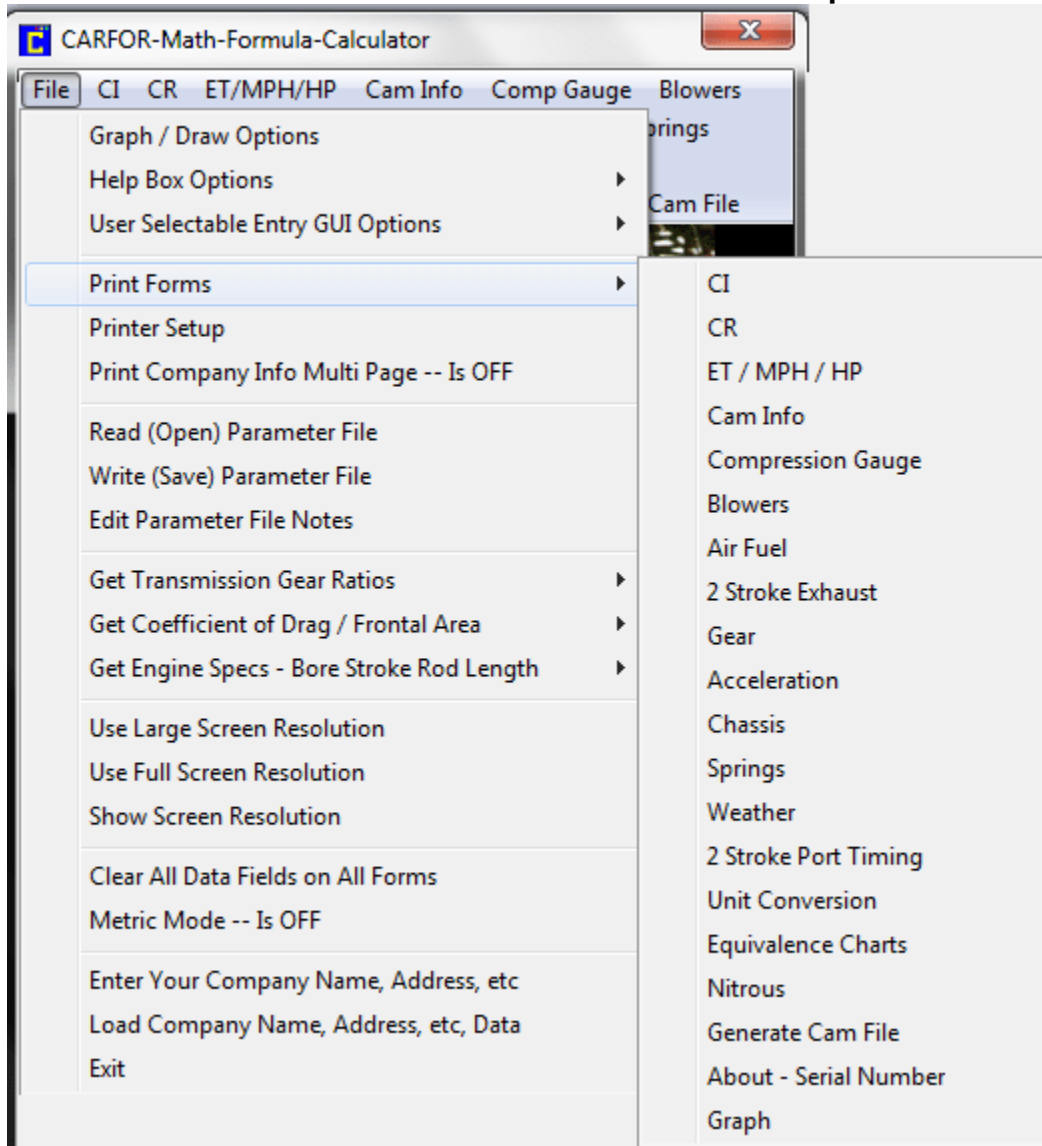 CARFOR-Math-Formula-Calculator
File CI CR ET/MPH/HP Cam Info Comp Gauge Blowers
Cam File
Graph / Draw Options
Help Box Options
User Selectable Entry GUI Options
Print Forms
Printer Setup
Print Company Info Multi Page -- Is OFF
Read (Open) Parameter File
Write (Save) Parameter File
Edit Parameter File Notes
Get Transmission Gear Ratios
Get Coefficient of Drag / Frontal Area
Get Engine Specs - Bore Stroke Rod Length
Use Large Screen Resolution
Use Full Screen Resolution
Show Screen Resolution
Clear All Data Fields on All Forms
Metric Mode -- Is OFF
Enter Your Company Name, Address, etc
Load Company Name, Address, etc, Data
Exit
CI
CR
ET / MPH / HP
Cam Info
Compression Gauge
Blowers
Air Fuel
2 Stroke Exhaust
Gear
Acceleration
Chassis
Springs
Weather
2 Stroke Port Timing
Unit Conversion
Equivalence Charts
Nitrous
Generate Cam File
About - Serial Number
Graph